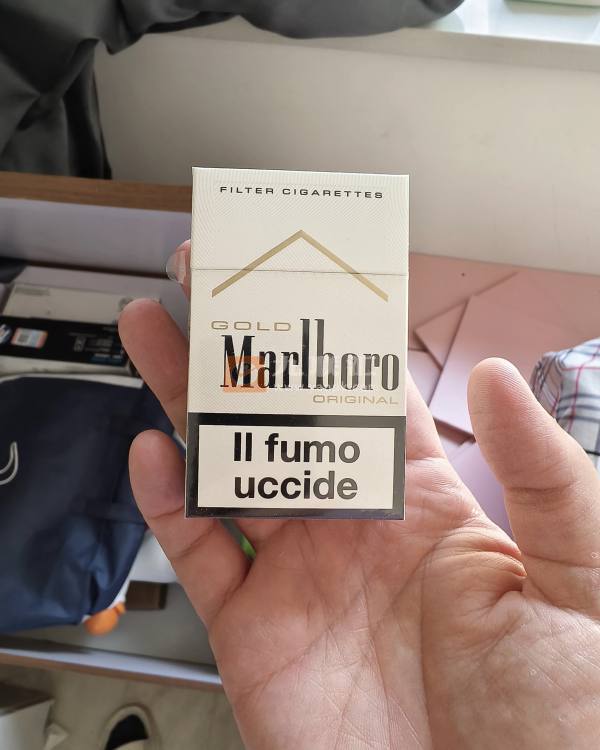 FILTER CIGARETTES
GOLD
Marlboro
ORIGINAL
Il fumo
uccide